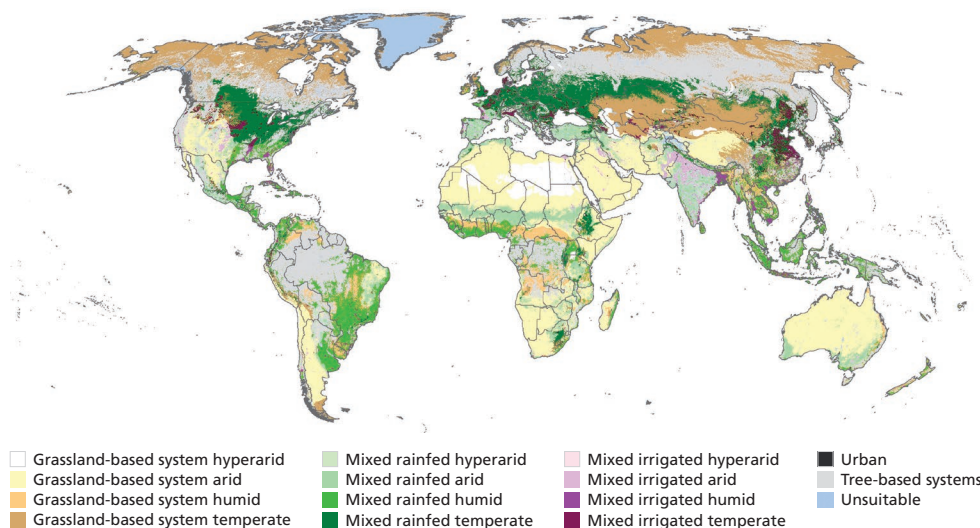 Grassland-based system hyperarid
Grassland-based system arid
Grassland-based system humid
Grassland-based system temperate
Mixed rainfed hyperarid
Mixed rainfed arid
Mixed rainfed humid
Mixed rainfed temperate
Mixed irrigated hyperarid
Mixed irrigated arid
Mixed irrigated humid
Mixed irrigated temperate
Urban
Tree-based systems
Unsuitable